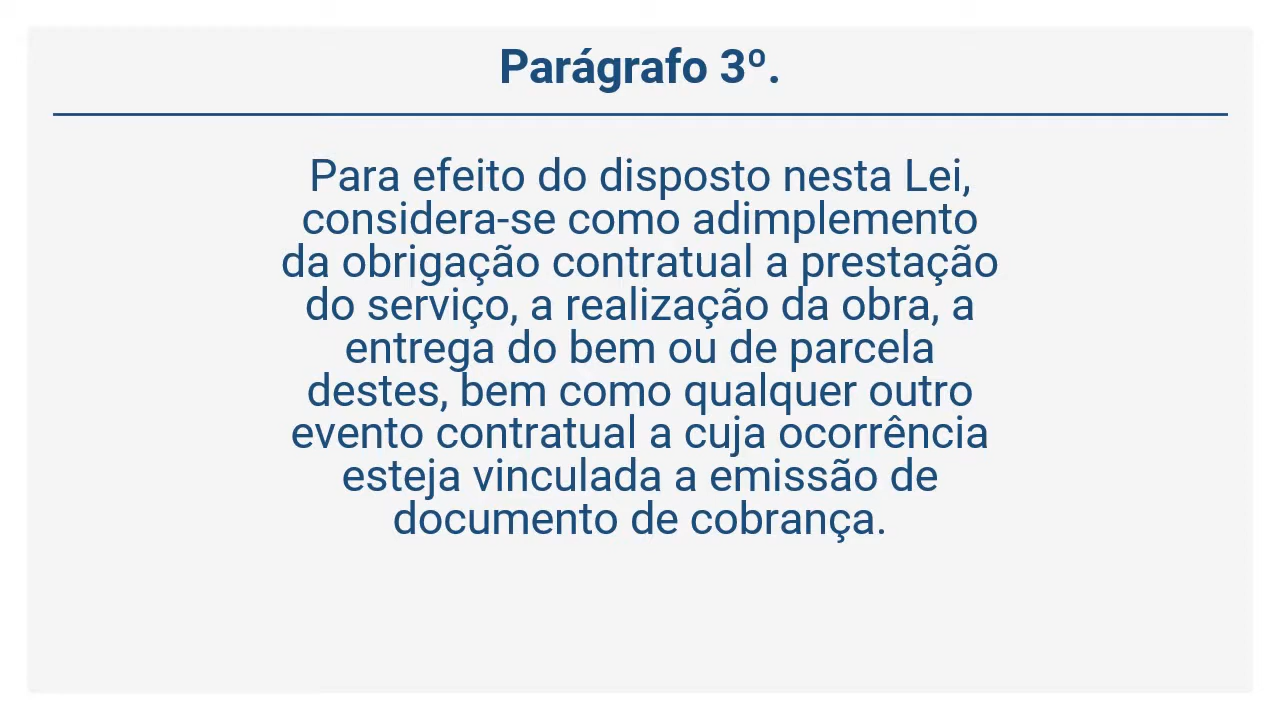 Parágrafo 3º.
Para efeito do disposto nesta Lei,
considera-se como adimplemento
da obrigação contratual a prestação
do serviço, a realização da obra, a
entrega do bem ou de parcela
destes, bem como qualquer outro
evento contratual a cuja ocorrência
esteja vinculada a emissão de
documento de cobrança.